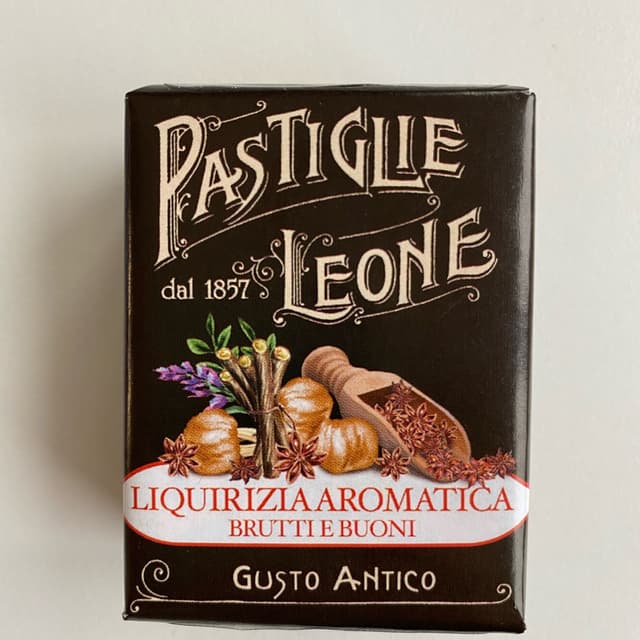 PASTIGLIE
LEONE
dal 1857
LIQUIRIZIA AROMATICA
BRUTTI E BUONI
GUSTO ANTICO